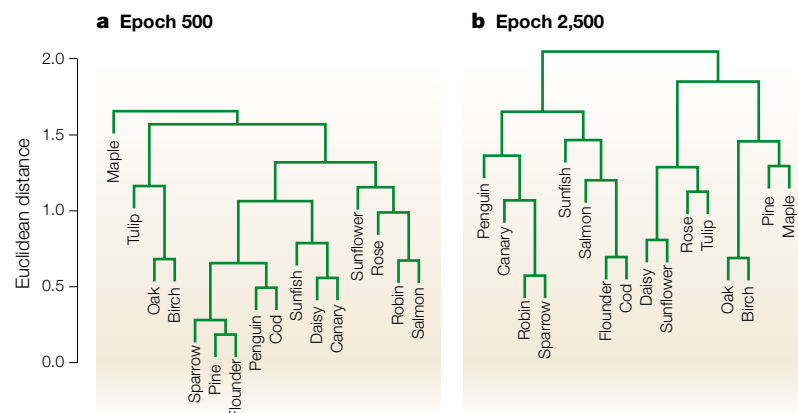 a Epoch 500
b Epoch 2,500
Euclidean distance
2.0
1.5
1.0
0.5
0.0
Maple
Tulip
Oak
Birch
Sparrow
Pine
Flounder
Penguin
Cod
Sunfish
Daisy
Canary
Sunflower
Rose
Robin
Salmon
Penguin
Canary
Robin
Sparrow
Sunfish
Salmon
Flounder
Cod
Daisy
Sunflower
Rose
Tulip
Oak
Birch
Pine
Maple